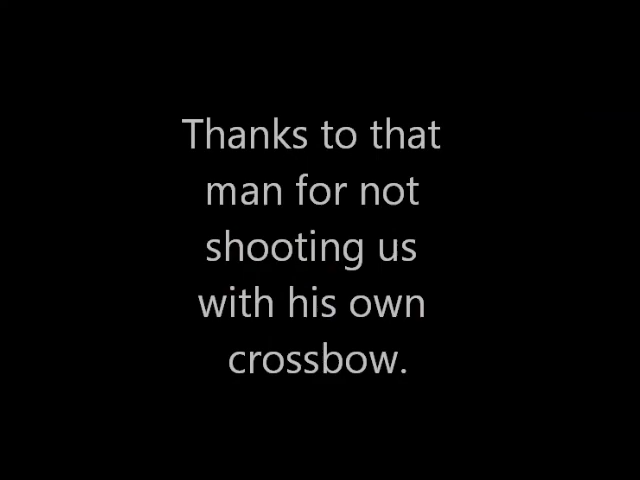 Thanks to that
man for not
shooting us
with his own
crossbow.